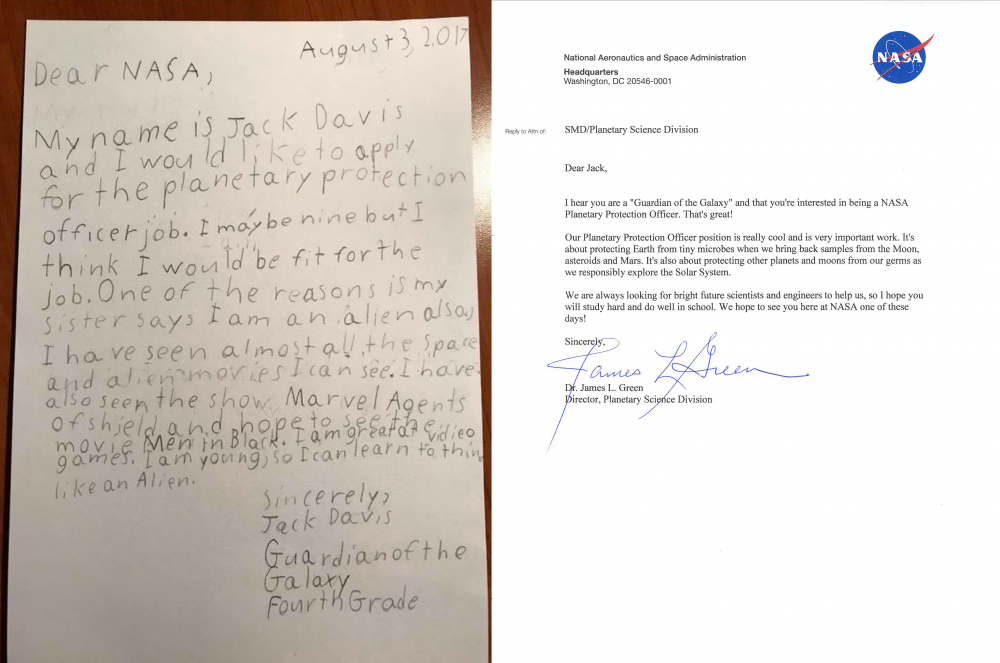 August 3, 2017
Dear NASA,
My name is Jack Davis
and I would like to apply
for the planetary protection
officer job. I may be nine but I
think I would be fit for the
job. One of the reasons is my
sister says I am an alien also,
I have seen almost all the space
and alien movies I can see. I have
also seen the show Marvel Agents
of shield and hope to see the
movie Men in Black. I am great at vidieo
games. I am young, so I can learn to think
like an Alien.
Sincerely,
Jack Davis
Guardian of the
Galaxy
Fourth Grade
National Aeronautics and Space Administration
Headquarters
Washington, DC 20546-0001
NASA
Reply to Attn of:
SMD/Planetary Science Division
Dear Jack,
I hear you are a "Guardian of the Galaxy" and that you're interested in being a NASA
Planetary Protection Officer. That's great!
Our Planetary Protection Officer position is really cool and is very important work. It's
about protecting Earth from tiny microbes when we bring back samples from the Moon,
asteroids and Mars. It's also about protecting other planets and moons from our germs as
we responsibly explore the Solar System.
We are always looking for bright future scientists and engineers to help us, so I hope you
will study hard and do well in school. We hope to see you here at NASA one of these
days!
Sincerely,
James L Green
Dr. James L. Green
Director, Planetary Science Division